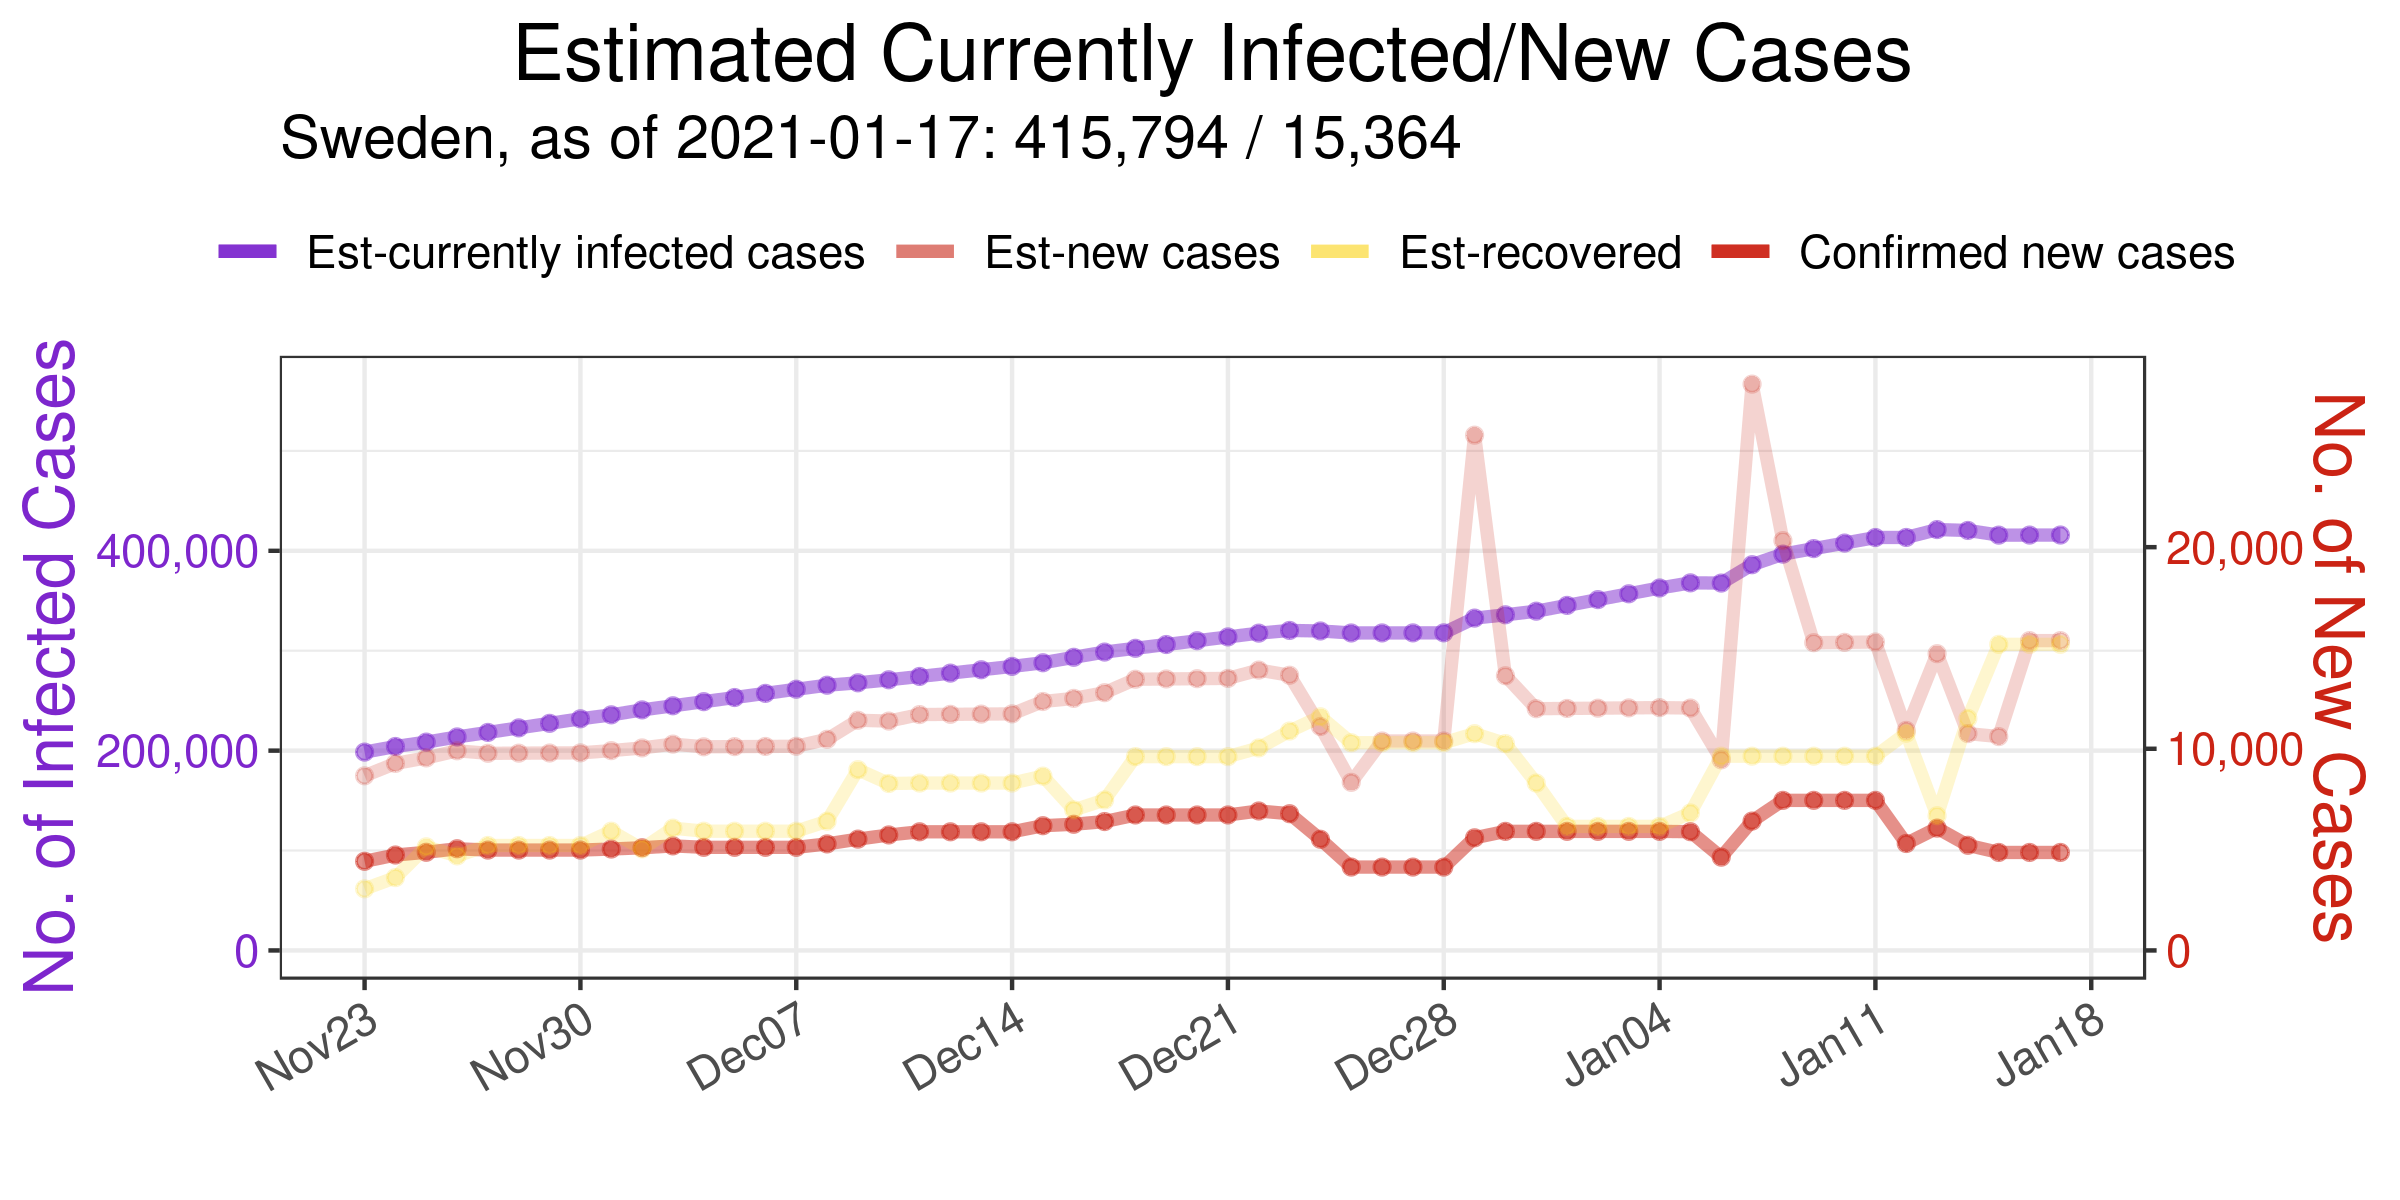 Estimated Currently Infected/New Cases
Sweden, as of 2021-01-17: 415,794 / 15,364
Est-currently infected cases Est-new cases Est-recovered Confirmed new cases
No. of Infected Cases
400,000
200,000
0
20,000
10,000
0
No. of New Cases
Nov23 Nov30 Dec07 Dec14 Dec21 Dec28 Jan04 Jan11 Jan18